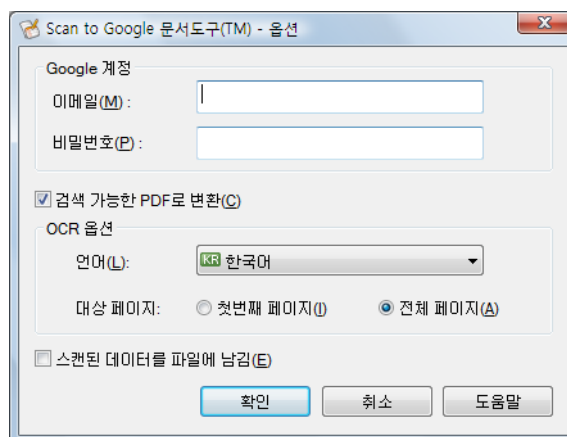 Scan to Google 문서도구(TM) - 옵션
Google 계정
이메일(M) :
비밀번호(P) :
검색 가능한 PDF로 변환(C)
OCR 옵션
언어(L): KR 한국어
대상 페이지: 첫번째 페이지(I) 전체 페이지(A)
스캔된 데이터를 파일에 남김(E)
확인 취소 도움말